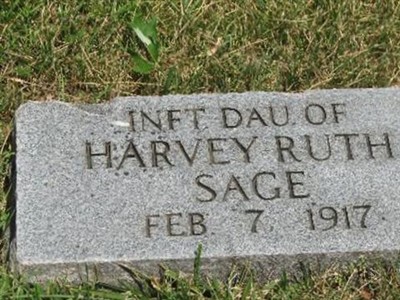 INFT. DAU. OF
HARVEY RUTH
SAGE
FEB. 7, 1917